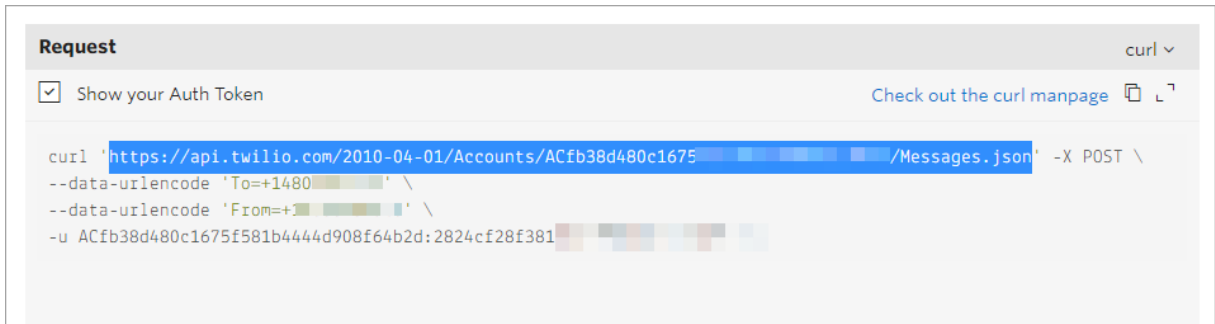 Request
curl
Show your Auth Token
Check out the curl manpage
curl 'https://api.twilio.com/2010-04-01/Accounts/ACfb38d480c1675 /Messages.json' -X POST \
--data-urlencode 'To=+1480 ' \
--data-urlencode 'From=+1 ' \
-u ACfb38d480c1675f581b4444d908f64b2d:2824cf28f381